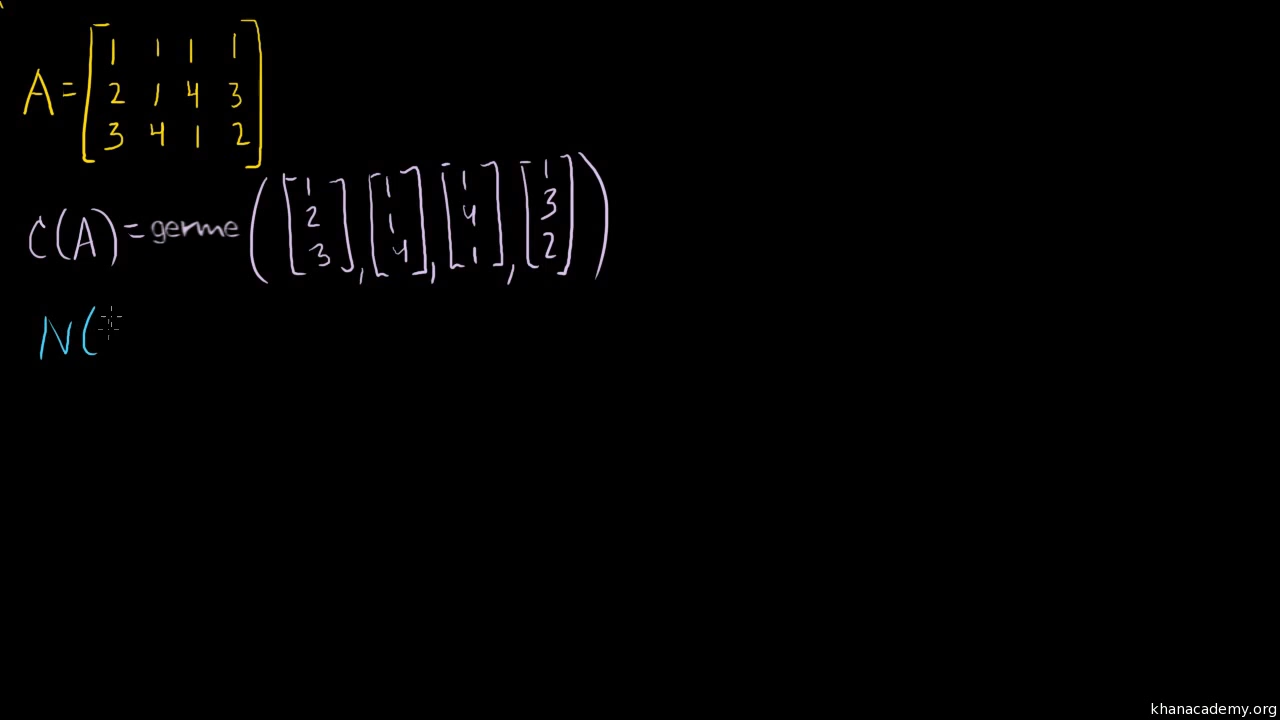 A = [ 1 1 1 1
2 1 4 3
3 4 1 2 ]
C(A) = germe ( [ 1 2 3 ] , [ 1 1 4 ] , [ 1 4 1 ] , [ 1 3 2 ] )
N(
khanacademy.org